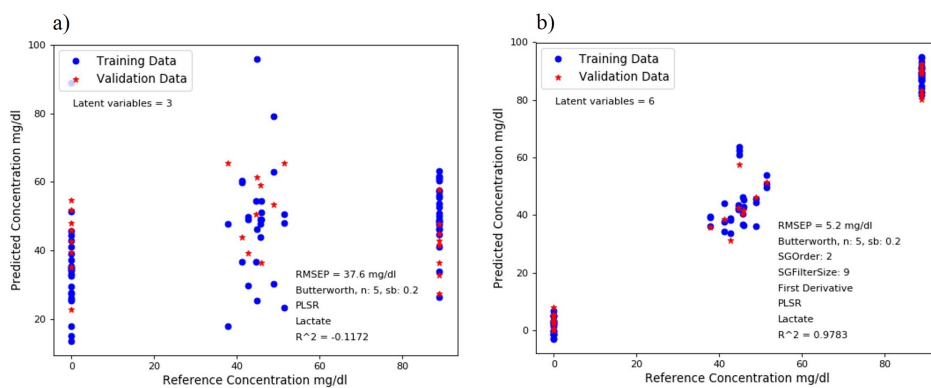 a)
Predicted Concentration mg/dl
100
80
60
40
20
Training Data
Validation Data
Latent variables = 3
RMSEP = 37.6 mg/dl
Butterworth, n: 5, sb: 0.2
PLSR
Lactate
R^2 = -0.1172
0
20
40
60
80
Reference Concentration mg/dl
b)
Predicted Concentration mg/dl
100
80
60
40
20
0
Training Data
Validation Data
Latent variables = 6
RMSEP = 5.2 mg/dl
Butterworth, n: 5, sb: 0.2
SGOrder: 2
SGFilterSize: 9
First Derivative
PLSR
Lactate
R^2 = 0.9783
0
20
40
60
80
Reference Concentration mg/dl